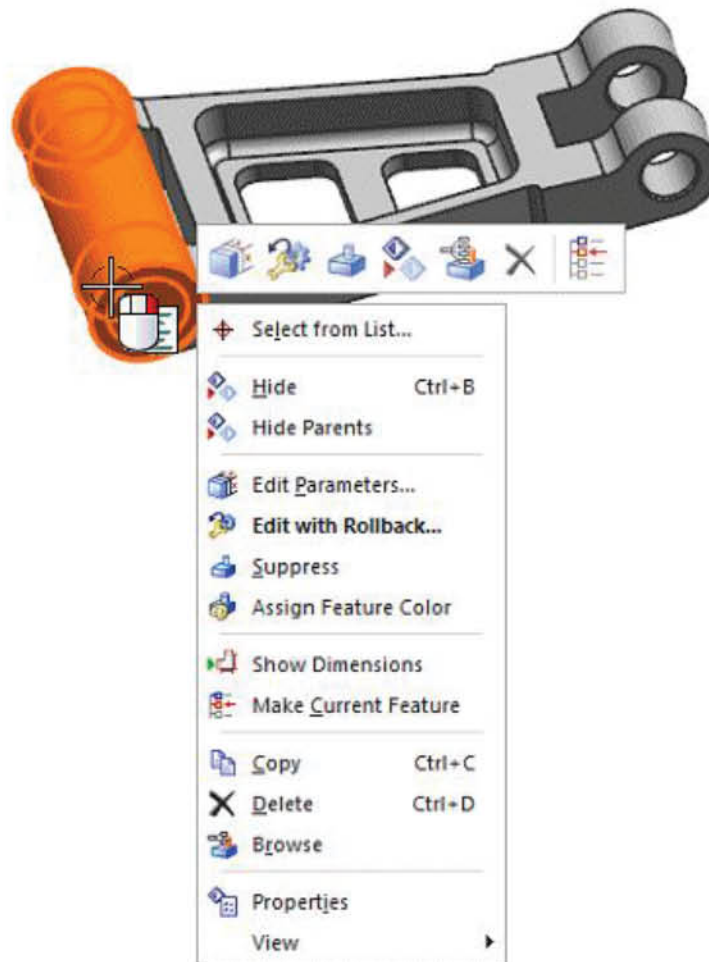 Select from List...
Hide Ctrl+B
Hide Parents
Edit Parameters...
Edit with Rollback...
Suppress
Assign Feature Color
Show Dimensions
Make Current Feature
Copy Ctrl+C
Delete Ctrl+D
Browse
Properties
View